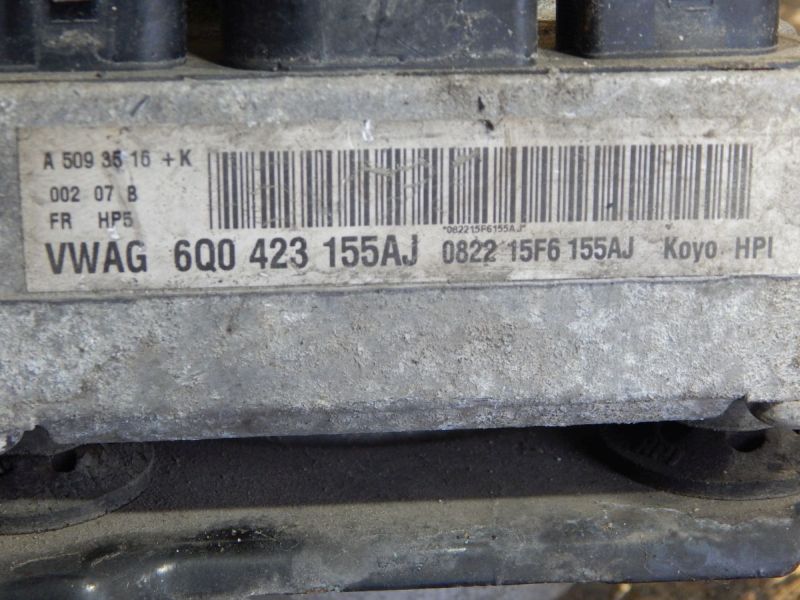 A 509 35 16 + K
002 07 B
FR HP5
*082215F6155AJ*
VWAG 6Q0 423 155AJ 0822 15F6 155AJ Koyo HPI